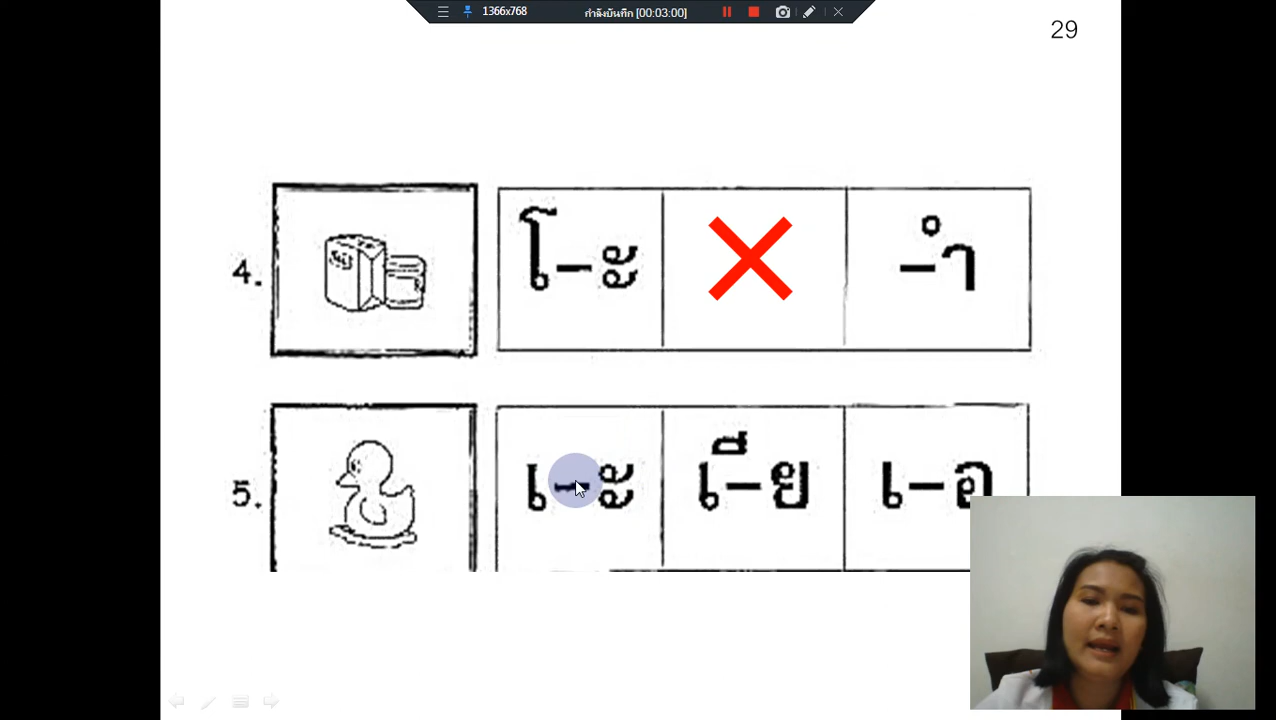 1366x768 กำลังบันทึก [00:03:00]
29
4. โ-ะ -ำ
5. เ-ะ เ-ีย เ-อ